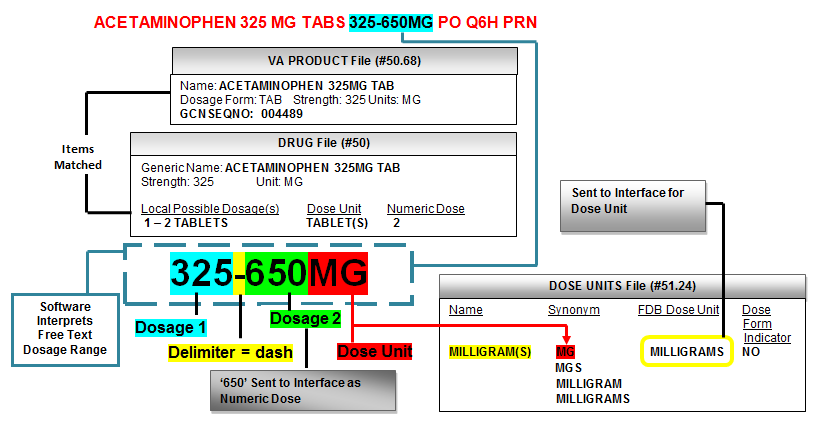 ACETAMINOPHEN 325 MG TABS 325-650MG PO Q6H PRN
VA PRODUCT File (#50.68)
Name: ACETAMINOPHEN 325MG TAB
Dosage Form: TAB Strength: 325 Units: MG
GCNSEQNO: 004489
Items
Matched
DRUG File (#50)
Generic Name: ACETAMINOPHEN 325MG TAB
Strength: 325 Unit: MG
Local Possible Dosage(s) Dose Unit Numeric Dose
1 – 2 TABLETS TABLET(S) 2
Sent to Interface for
Dose Unit
325-650MG
Software
Interprets
Free Text
Dosage Range
Dosage 1
Dosage 2
Delimiter = dash
Dose Unit
‘650’ Sent to Interface as
Numeric Dose
DOSE UNITS File (#51.24)
Name Synonym FDB Dose Unit Dose
Form
Indicator
MILLIGRAM(S) MG MILLIGRAMS NO
MGS
MILLIGRAM
MILLIGRAMS